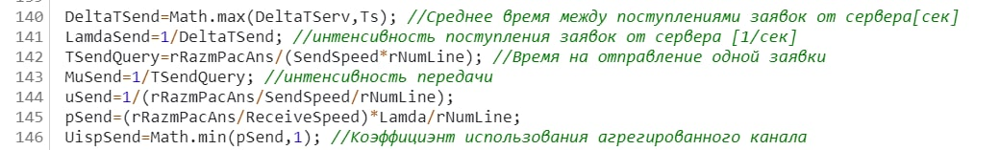 140 DeltaTSend=Math.max(DeltaTServ,Ts); //Среднее время между поступлениями заявок от сервера[сек]
141 LamdaSend=1/DeltaTSend; //интенсивность поступления заявок от сервера [1/сек]
142 TSendQuery=rRazmPacAns/(SendSpeed*rNumLine); //Время на отправление одной заявки
143 MuSend=1/TSendQuery; //интенсивность передачи
144 uSend=1/(rRazmPacAns/SendSpeed/rNumLine);
145 pSend=(rRazmPacAns/ReceiveSpeed)*Lamda/rNumLine;
146 UispSend=Math.min(pSend,1); //Коэффициэнт использования агрегированного канала